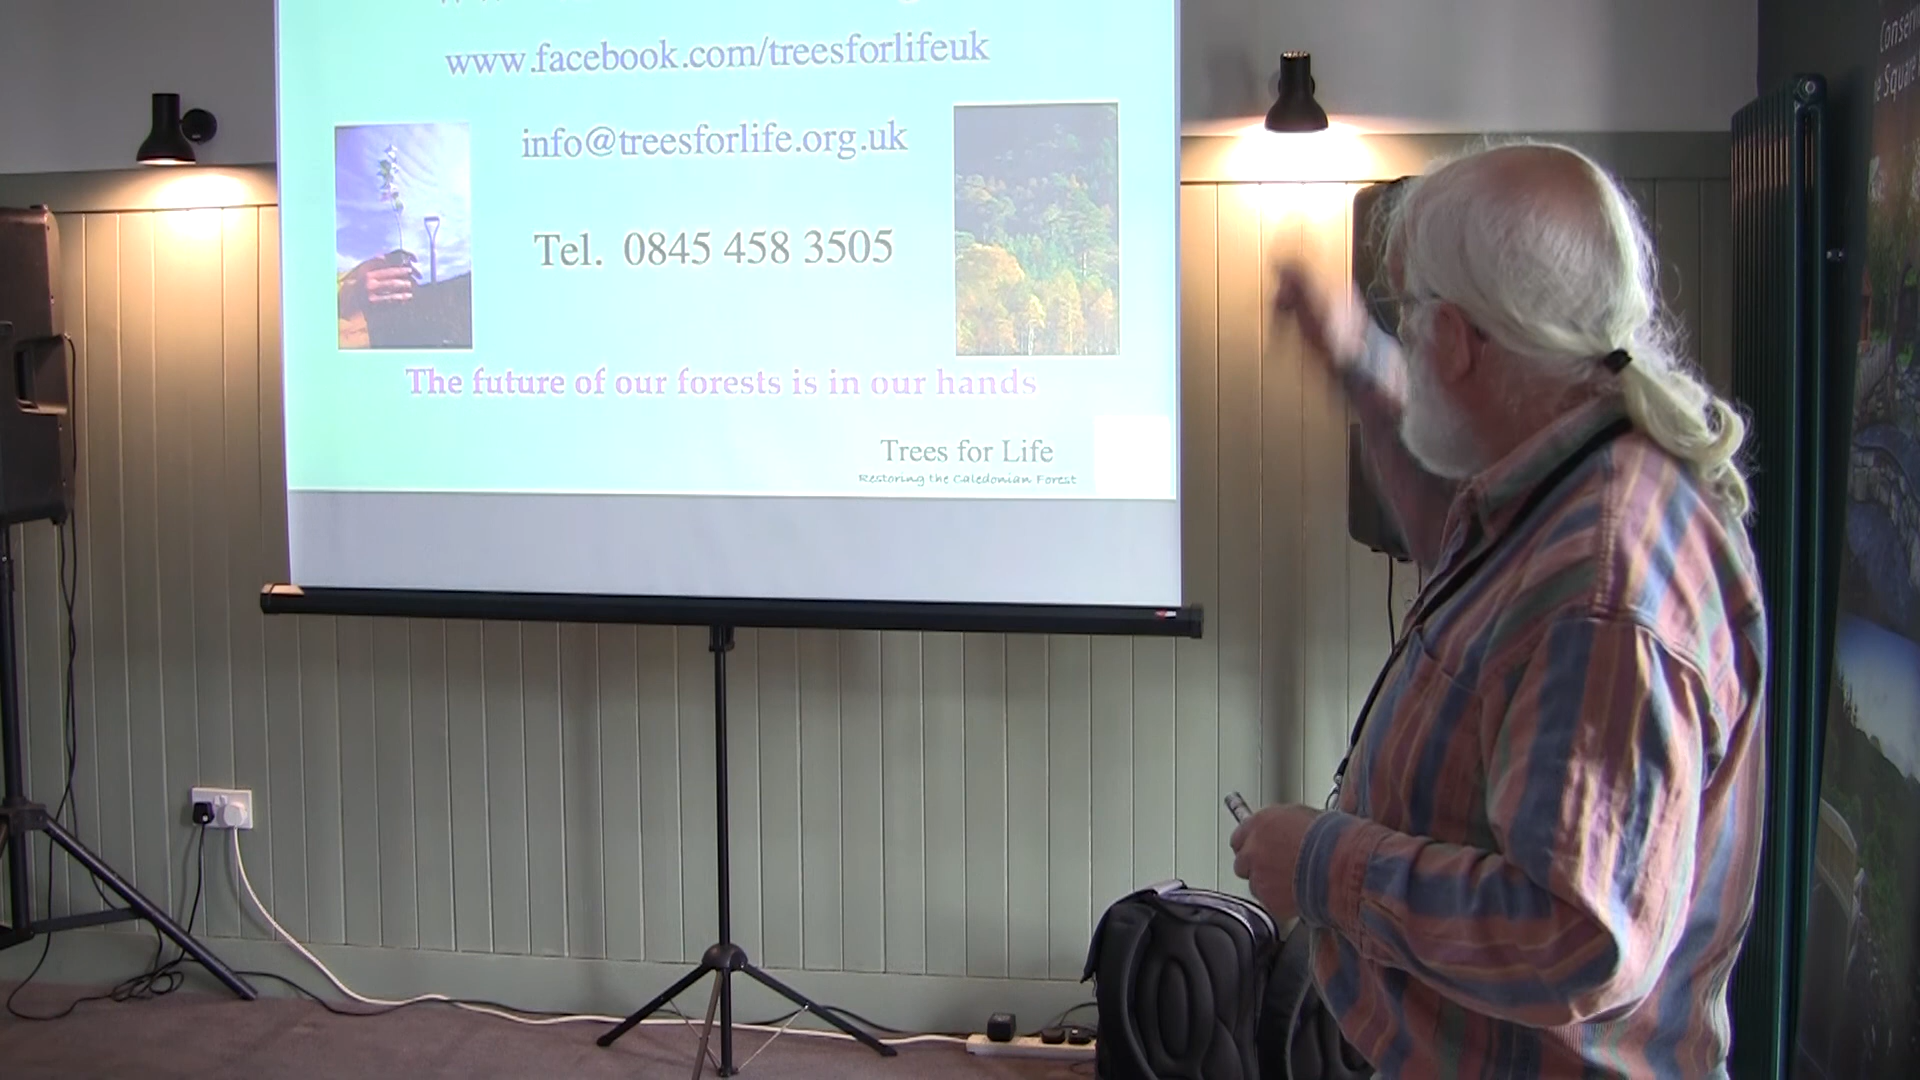 www.facebook.com/treesforlifeuk
info@treesforlife.org.uk
Tel. 0845 458 3505
The future of our forests is in our hands
Trees for Life
Restoring the Caledonian Forest
Square